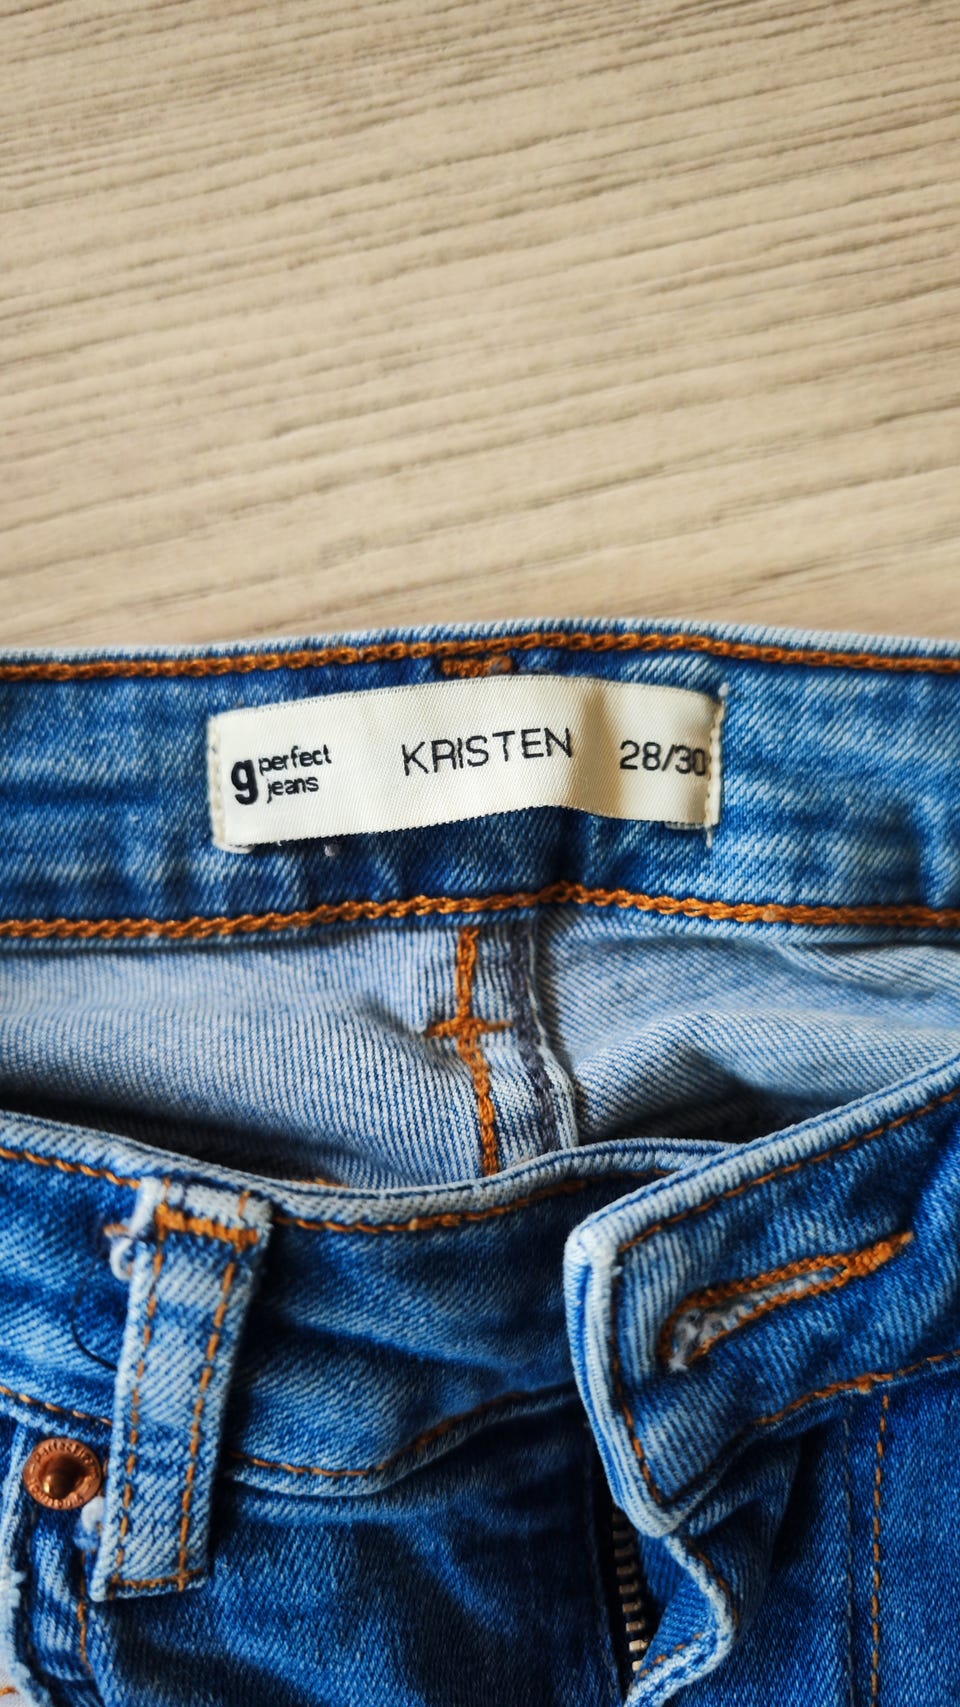 g perfect jeans KRISTEN 28/30